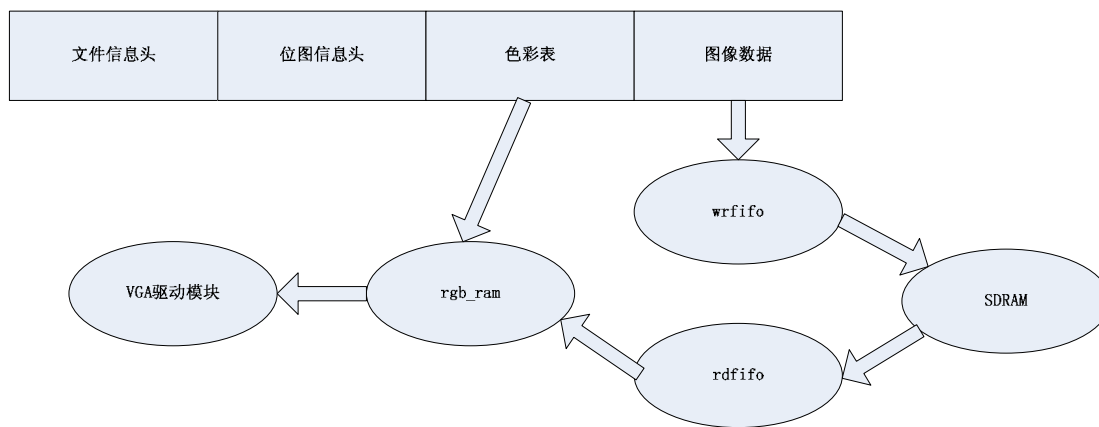 文件信息头
位图信息头
色彩表
图像数据
wrfifo
VGA驱动模块
rgb_ram
SDRAM
rdfifo